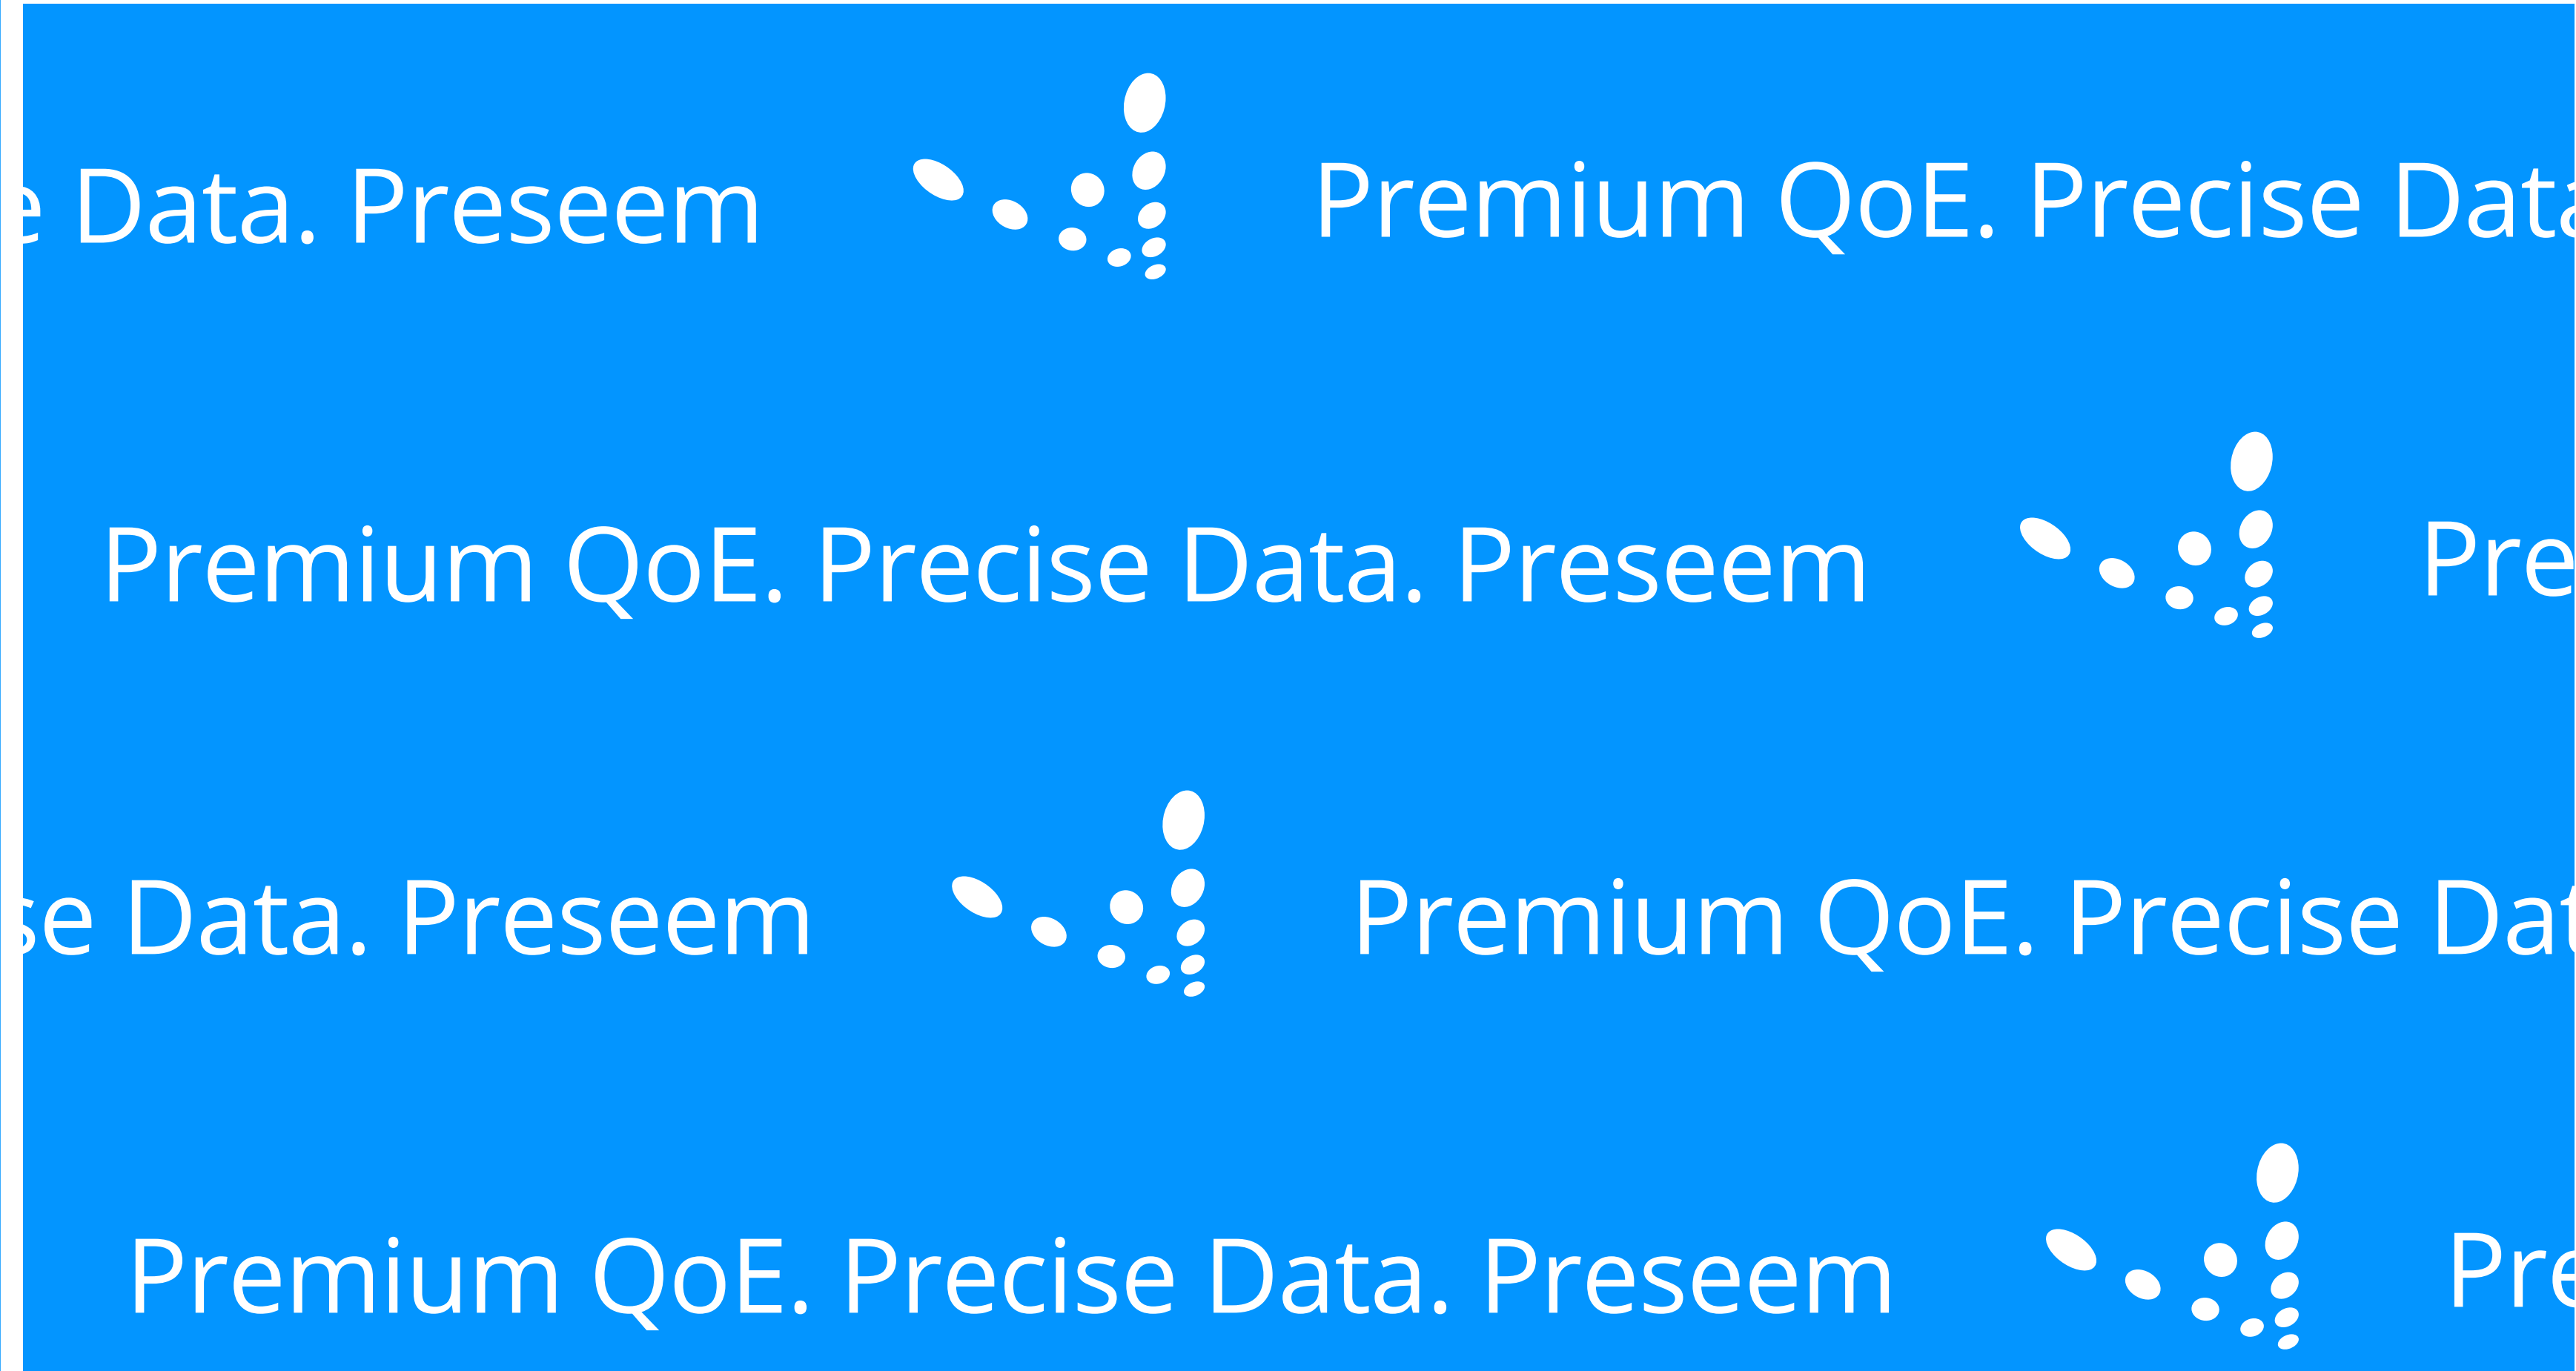 e Data. Preseem Premium QoE. Precise Data
Premium QoE. Precise Data. Preseem Pre
se Data. Preseem Premium QoE. Precise Dat
Premium QoE. Precise Data. Preseem Pre